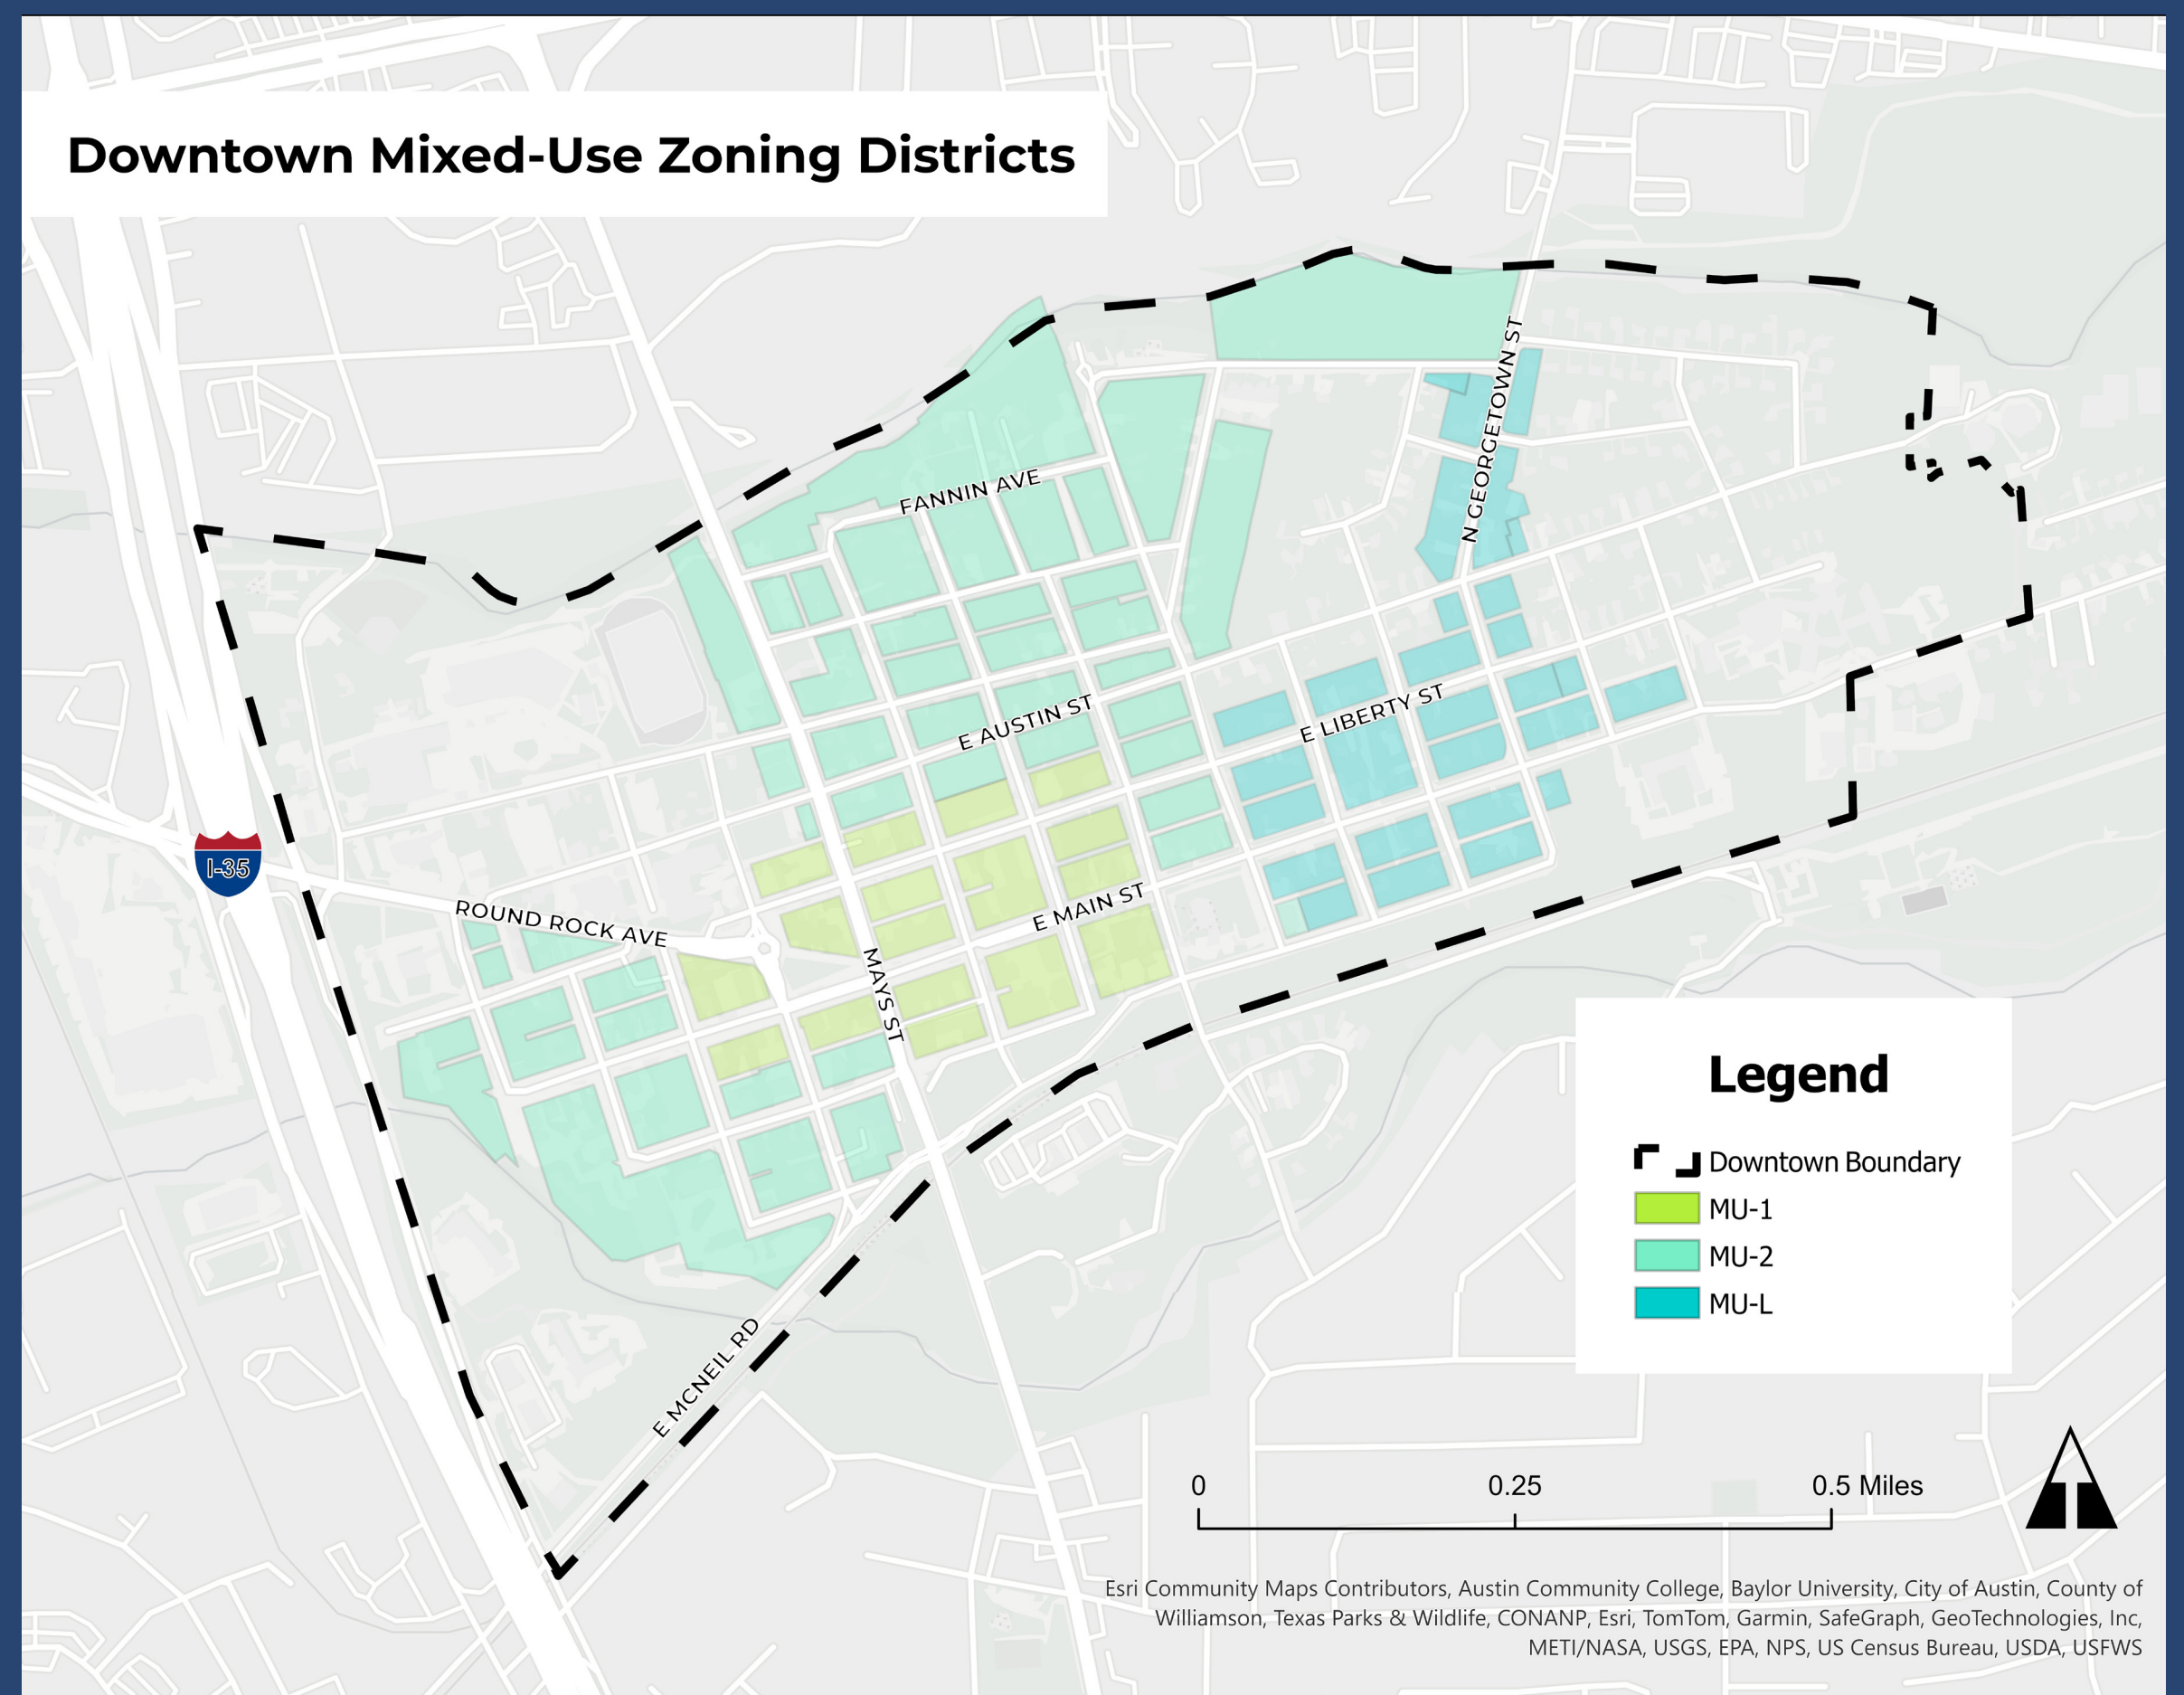 Downtown Mixed-Use Zoning Districts
N GEORGETOWN ST
FANNIN AVE
E AUSTIN ST
E LIBERTY ST
I-35
ROUND ROCK AVE
E MAIN ST
MAYS ST
E MCNEIL RD
Legend
Downtown Boundary
MU-1
MU-2
MU-L
0 0.25 0.5 Miles
Esri Community Maps Contributors, Austin Community College, Baylor University, City of Austin, County of
Williamson, Texas Parks & Wildlife, CONANP, Esri, TomTom, Garmin, SafeGraph, GeoTechnologies, Inc,
METI/NASA, USGS, EPA, NPS, US Census Bureau, USDA, USFWS